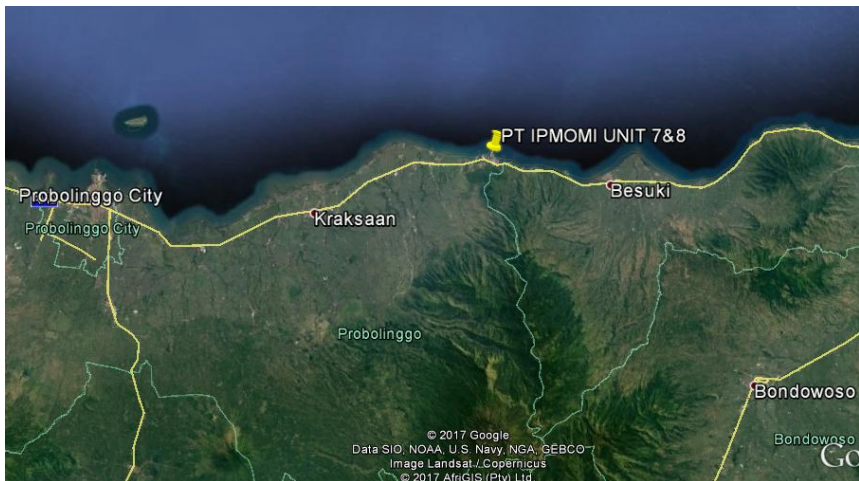 PT IPMOMI UNIT 7&8
Probolinggo City
Besuki
Kraksaan
Probolinggo City
Probolinggo
Bondowoso
© 2017 Google
Data SIO, NOAA, U.S. Navy, NGA, GEBCO
Bondowoso
Image Landsat / Copernicus
© 2017 AfriGIS (Pty) Ltd
Go